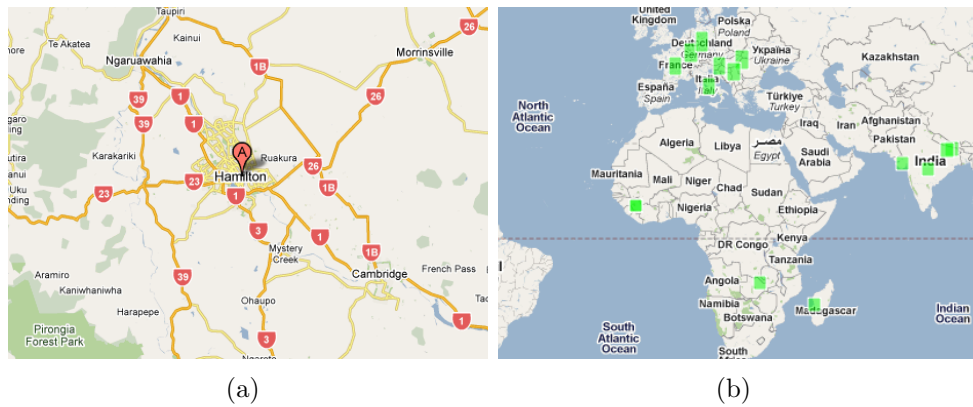 Taupiri
26
Kainui
Te Akatea
Ngaruawahia
1B
Morrinsville
39
1
26
39
1
A
Karakariki
Ruakura
26
Hamilton
23
1B
23
1
3
1
Mystery
Creek
1B
Aramiro
39
Cambridge
French Pass
Kaniwhaniwha
Ohaupo
Harapepe
1
Pirongia
Forest Park
3
(a)
United
Kingdom
Polska
Poland
Deutschland
Germany
Україна
Ukraine
Kazakhstan
France
Italia
Italy
España
Spain
Türkiye
Turkey
North
Atlantic
Ocean
Iraq
Iran
Afghanistan
Pakistan
Algeria
Libya
مصر
Egypt
Saudi
Arabia
India
Mauritania
Mali
Niger
Chad
Sudan
Nigeria
Ethiopia
DR Congo
Kenya
Tanzania
Angola
Namibia
Botswana
Madagascar
Indian
Ocean
South
Atlantic
Ocean
South
(b)